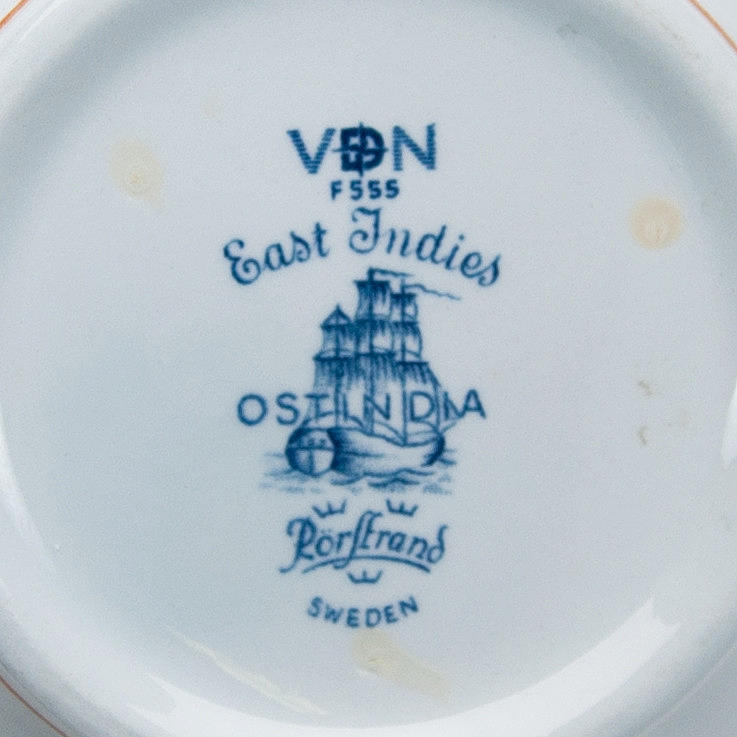 VDN
F555
East Indies
OSTINDIA
Rörstrand
SWEDEN